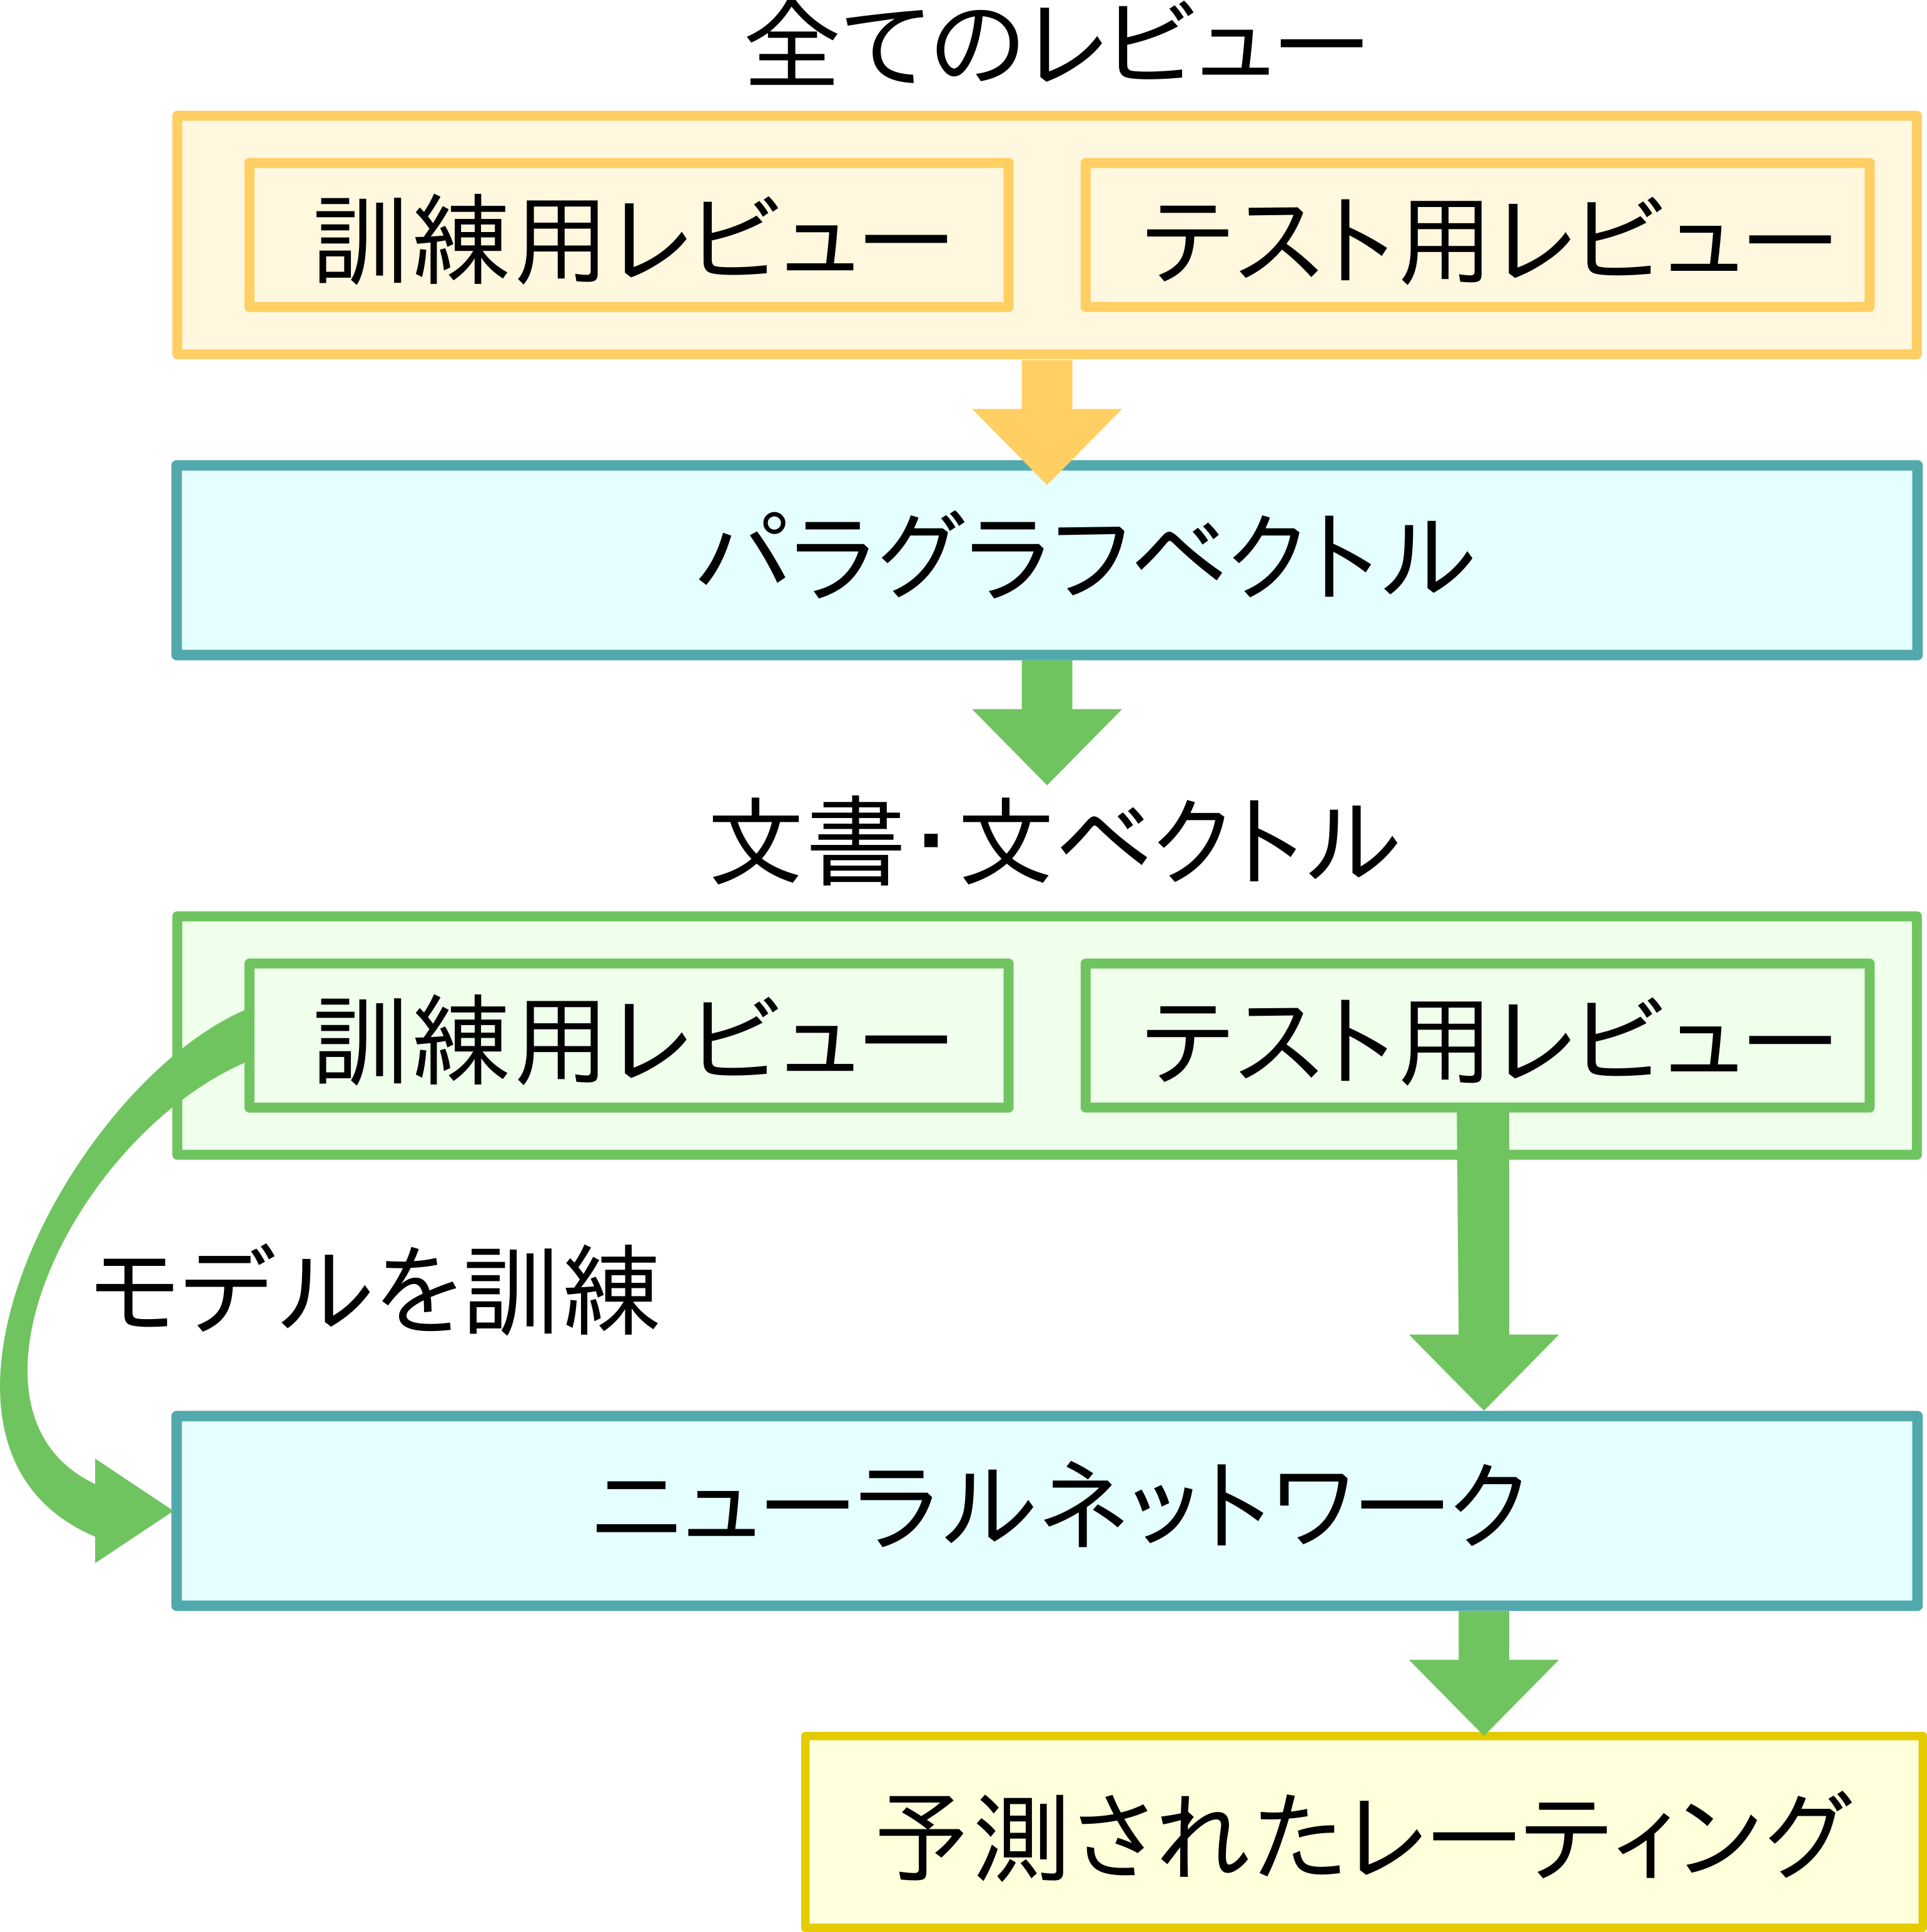 全てのレビュー
訓練用レビュー
テスト用レビュー
パラグラフベクトル
文書·文ベクトル
訓練用レビュー
テスト用レビュー
モデルを訓練
ニューラルネットワーク
予測されたレーティング